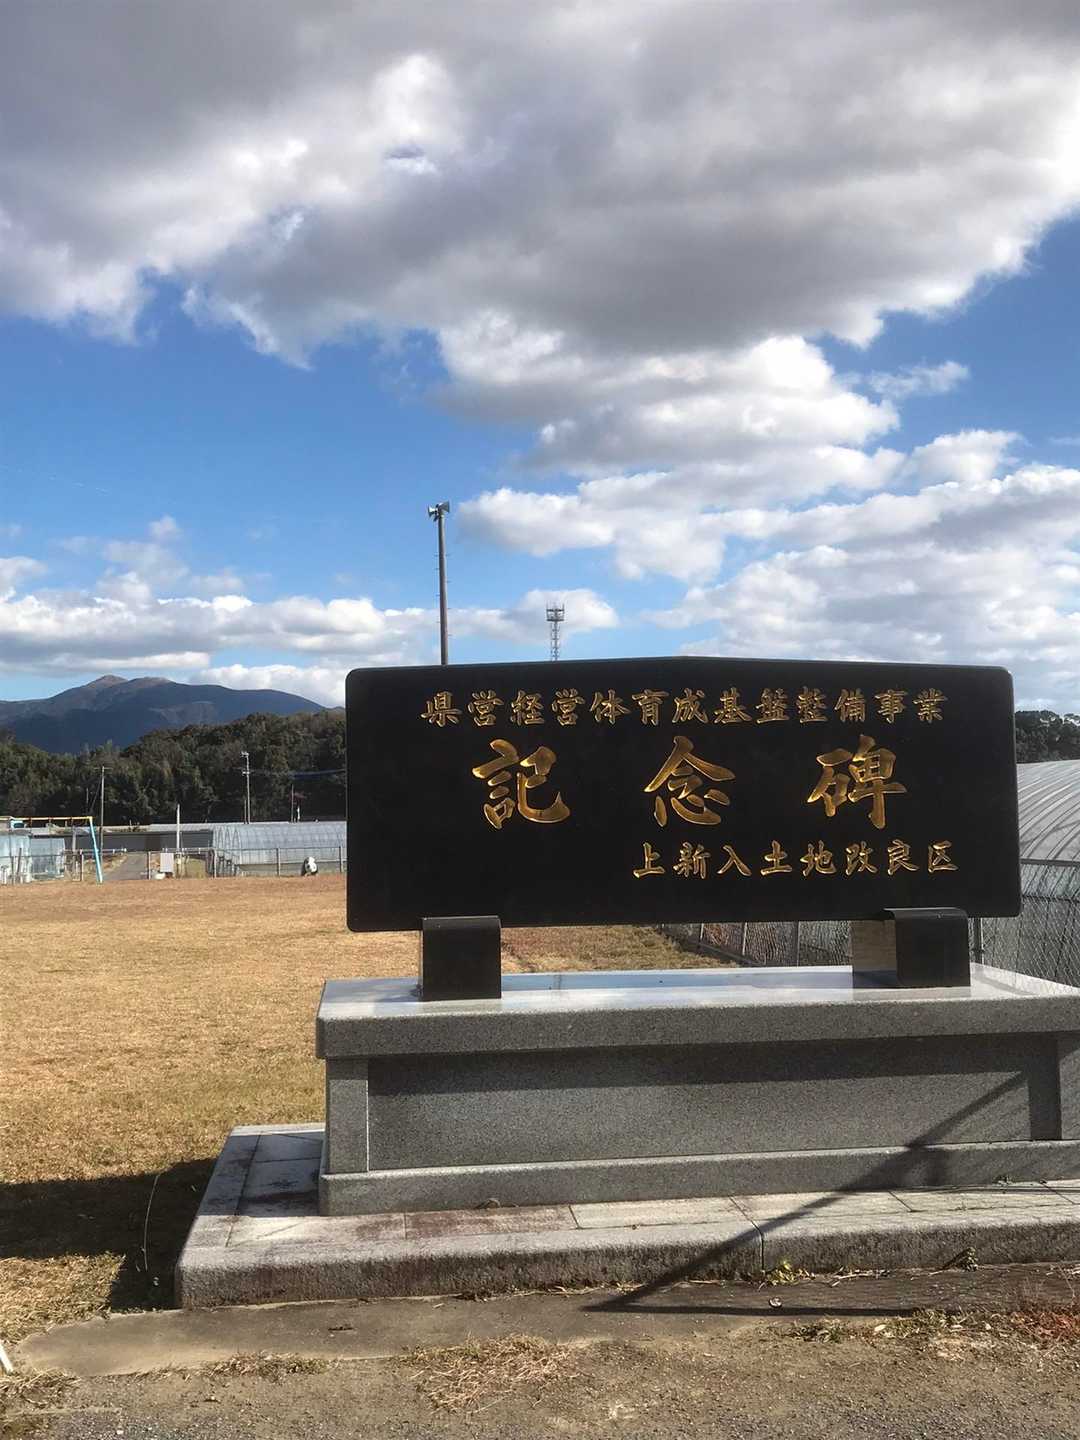 県営経営体育成基盤整備事業
記念碑
上新入土地改良区